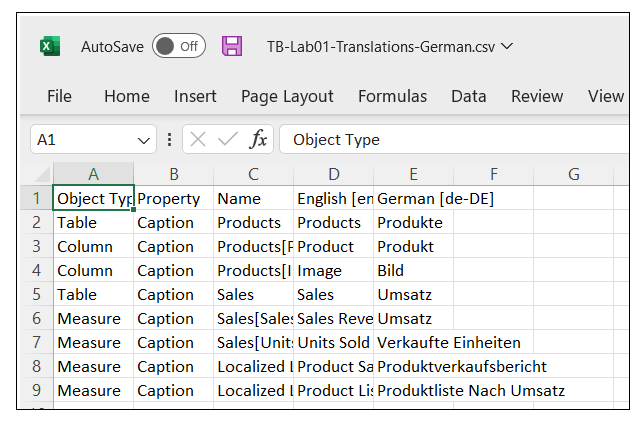 AutoSave Off TB-Lab01-Translations-German.csv
File Home Insert Page Layout Formulas Data Review View
A1 fx Object Type
A B C D E F G
1 Object Typ Property Name English [en German [de-DE]
2 Table Caption Products Products Produkte
3 Column Caption Products[P Product Produkt
4 Column Caption Products[I Image Bild
5 Table Caption Sales Sales Umsatz
6 Measure Caption Sales[Sales Sales Reve Umsatz
7 Measure Caption Sales[Units Units Sold Verkaufte Einheiten
8 Measure Caption Localized L Product Sa Produktverkaufsbericht
9 Measure Caption Localized L Product Lis Produktliste Nach Umsatz